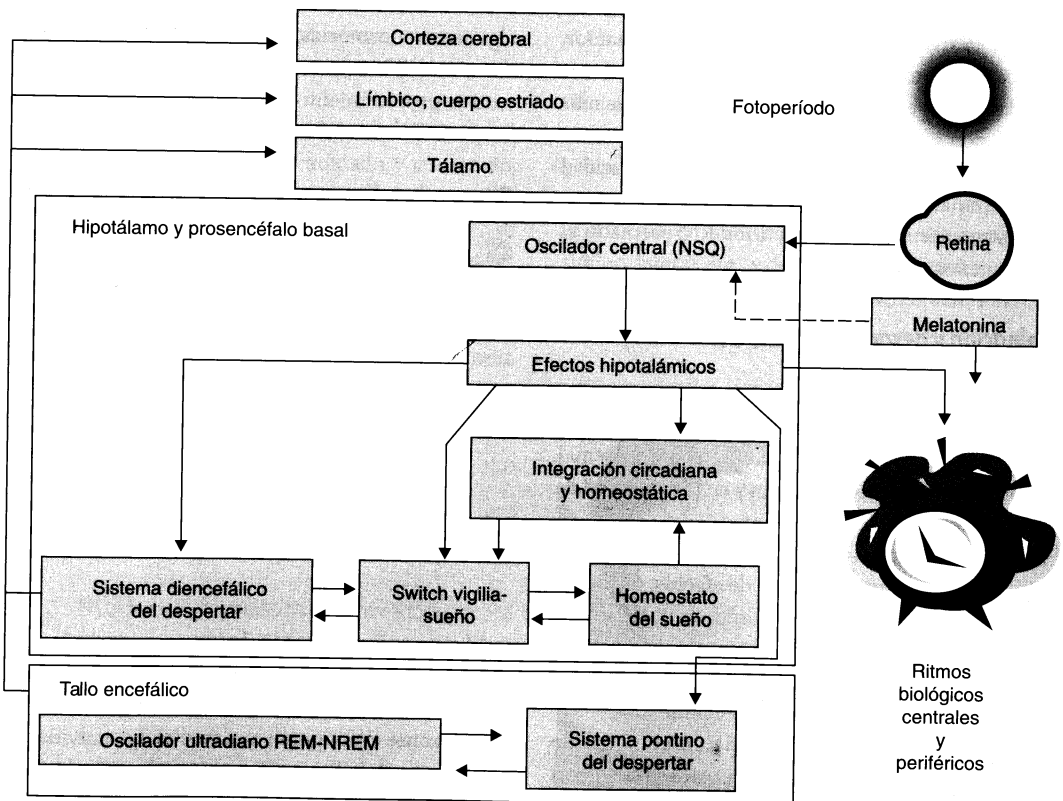 Corteza cerebral
Límbico, cuerpo estriado
Tálamo
Fotoperíodo
Hipotálamo y prosencéfalo basal
Oscilador central (NSQ)
Retina
Melatonina
Efectos hipotalámicos
Integración circadiana
y homeostática
Sistema diencefálico
del despertar
Switch vigilia-
sueño
Homeostato
del sueño
Ritmos
biológicos
centrales
y
periféricos
Tallo encefálico
Oscilador ultradiano REM-NREM
Sistema pontino
del despertar